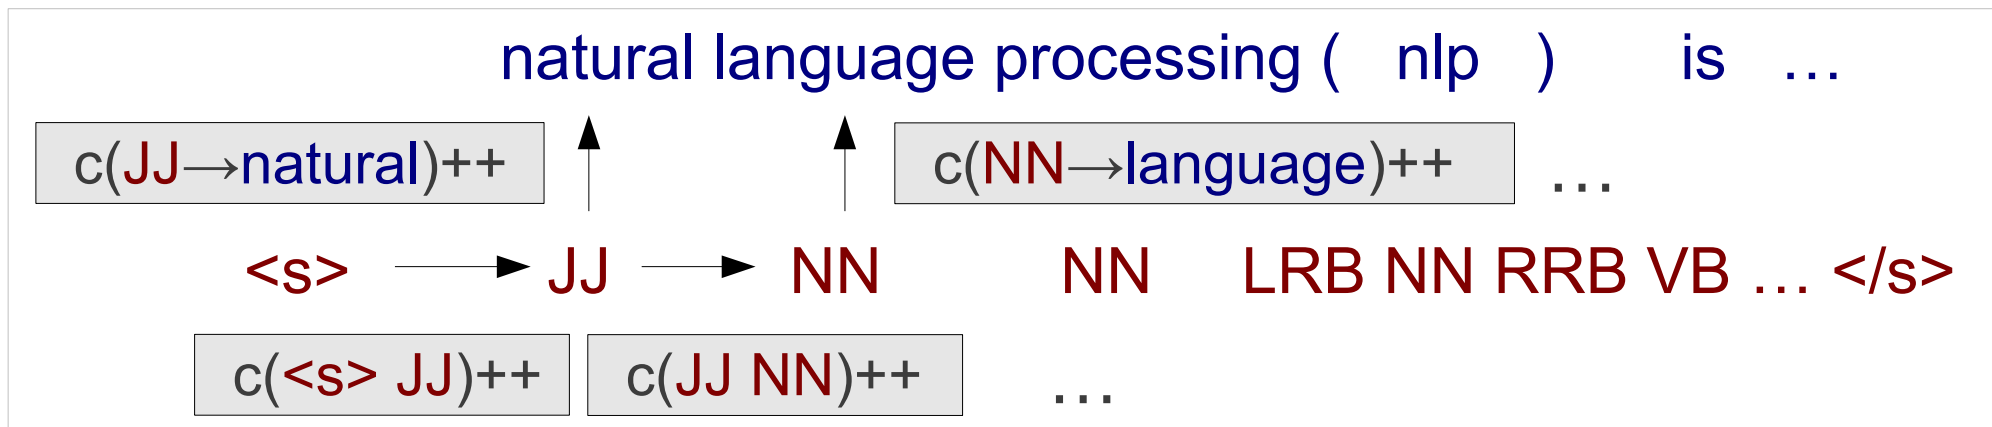 natural language processing ( nlp ) is …
c(JJ→natural)++ c(NN→language)++ …
<s> JJ NN NN LRB NN RRB VB … </s>
c(<s> JJ)++ c(JJ NN)++ …